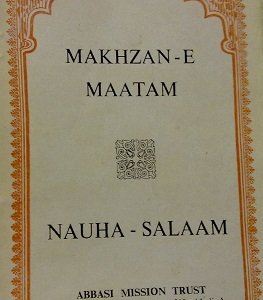 MAKHZAN-E
MAATAM
NAUHA - SALAAM
ABBASI MISSION TRUST